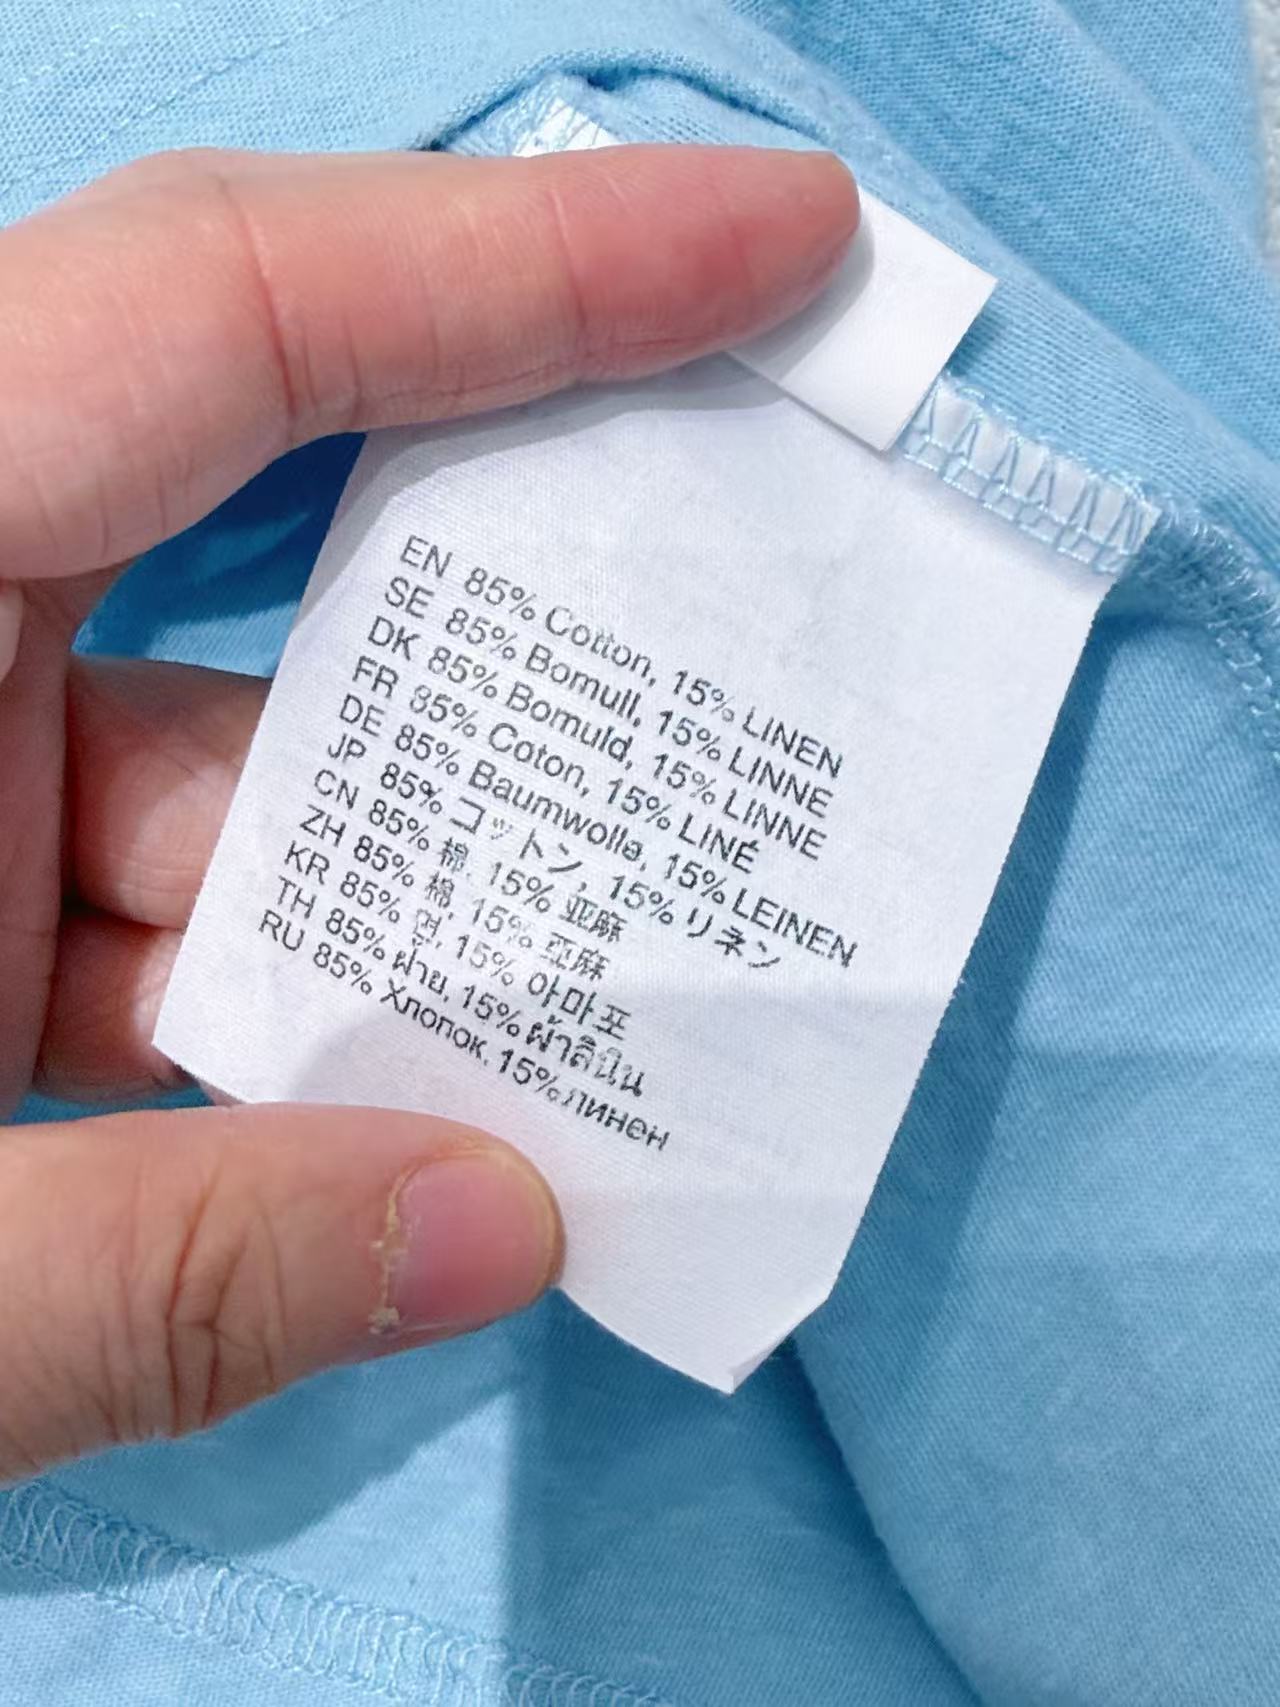 EN 85% Cotton, 15% LINEN
SE 85% Bomull, 15% LINNE
DK 85% Bomuld, 15% LINNE
FR 85% Coton, 15% LINÉ
DE 85% Baumwolle, 15% LEINEN
JP 85% コットン, 15% リネン
CN 85% 棉, 15% 亚麻
ZH 85% 棉, 15% 亚麻
KR 85% 면, 15% 아마포
TH 85% ฝ้าย, 15% ผ้าลินิน
RU 85% Хлопок, 15% линен